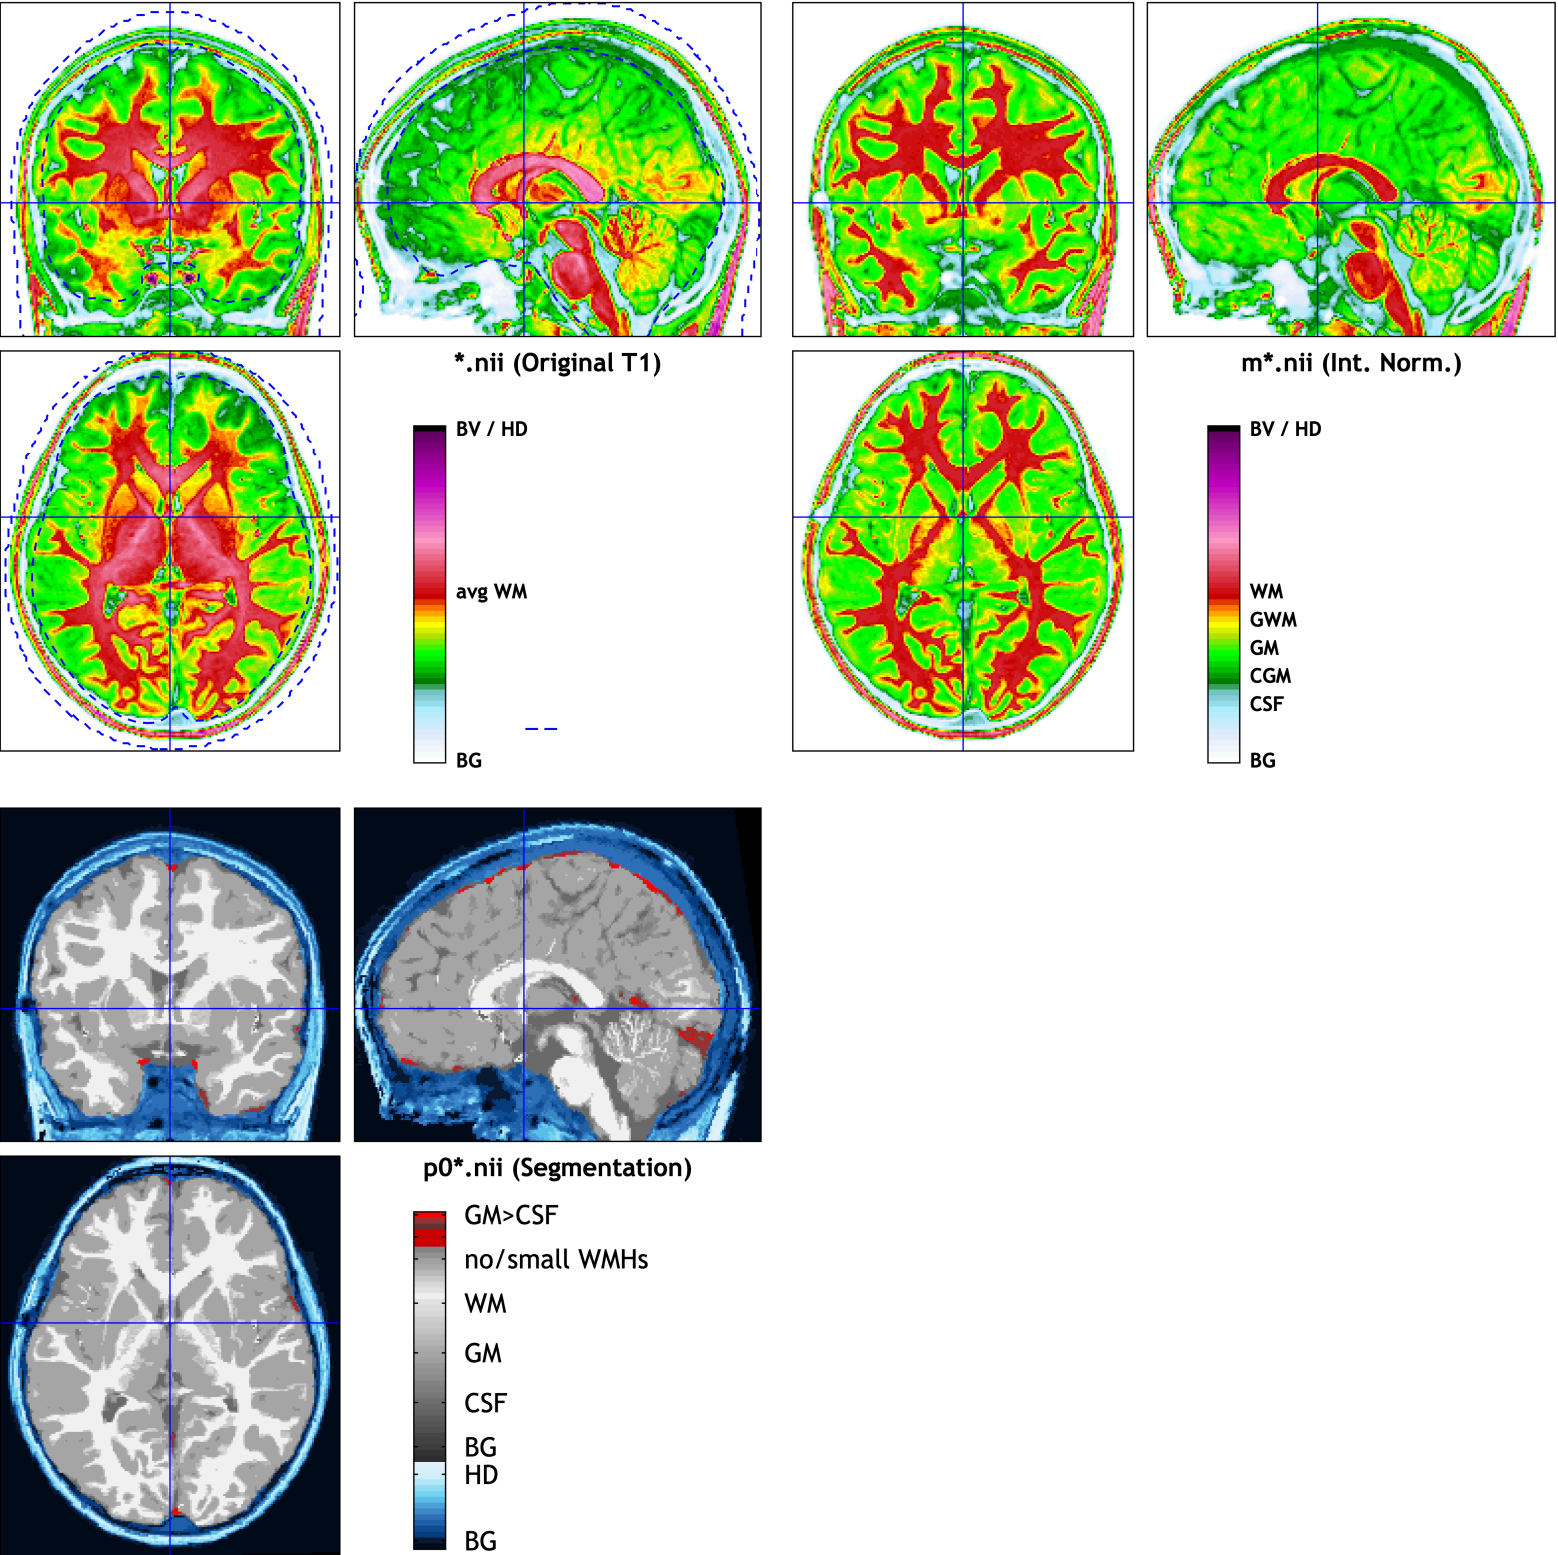 *.nii (Original T1)
BV / HD
avg WM
BG
m*.nii (Int. Norm.)
BV / HD
WM
GWM
GM
CGM
CSF
BG
p0*.nii (Segmentation)
GM>CSF
no/small WMHs
WM
GM
CSF
BG
HD
BG